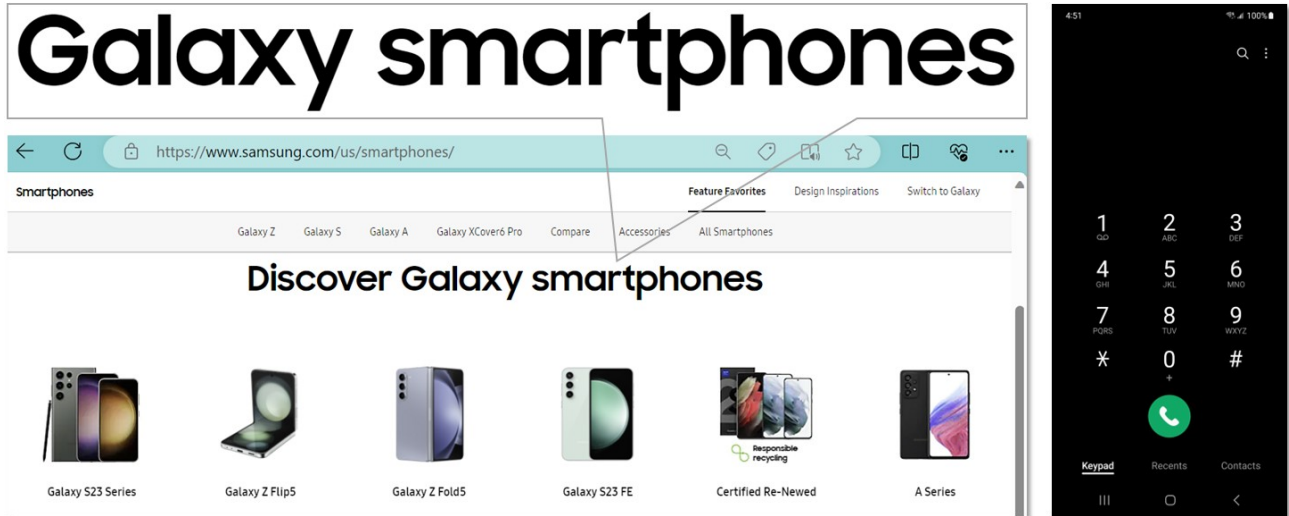 Galaxy smartphones
https://www.samsung.com/us/smartphones/
Smartphones
Feature Favorites Design Inspirations Switch to Galaxy
Galaxy Z Galaxy S Galaxy A Galaxy XCover6 Pro Compare Accessories All Smartphones
Discover Galaxy smartphones
Responsible
recycling
Galaxy S23 Series Galaxy Z Flip5 Galaxy Z Fold5 Galaxy S23 FE Certified Re-Newed A Series
4:51 100%
1 2 3
ABC DEF
4 5 6
GHI JKL MNO
7 8 9
PQRS TUV WXYZ
* 0 #
+
Keypad Recents Contacts